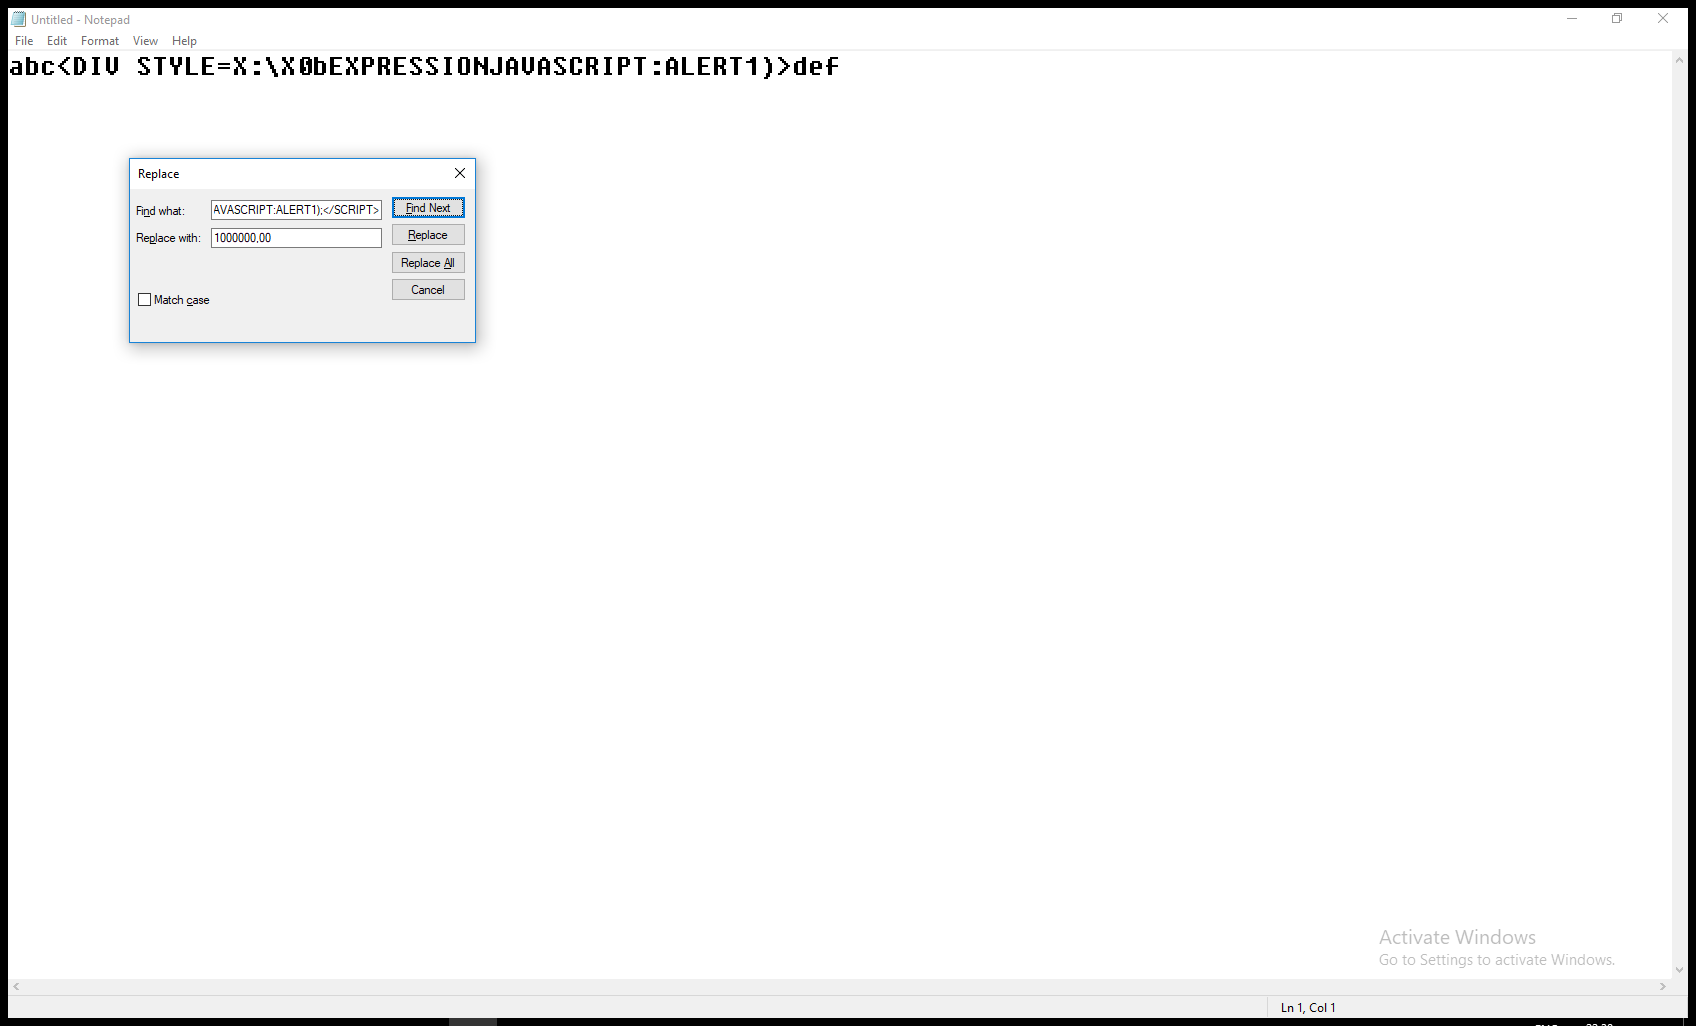 Untitled - Notepad
File Edit Format View Help
abc<DIV STYLE=X:\X0bEXPRESSIONJAVASCRIPT:ALERT1)>def
Replace
Find what: AVASCRIPT:ALERT1);</SCRIPT> Find Next
Replace with: 1000000.00 Replace
Replace All
Cancel
Match case
Activate Windows
Go to Settings to activate Windows.
Ln 1, Col 1